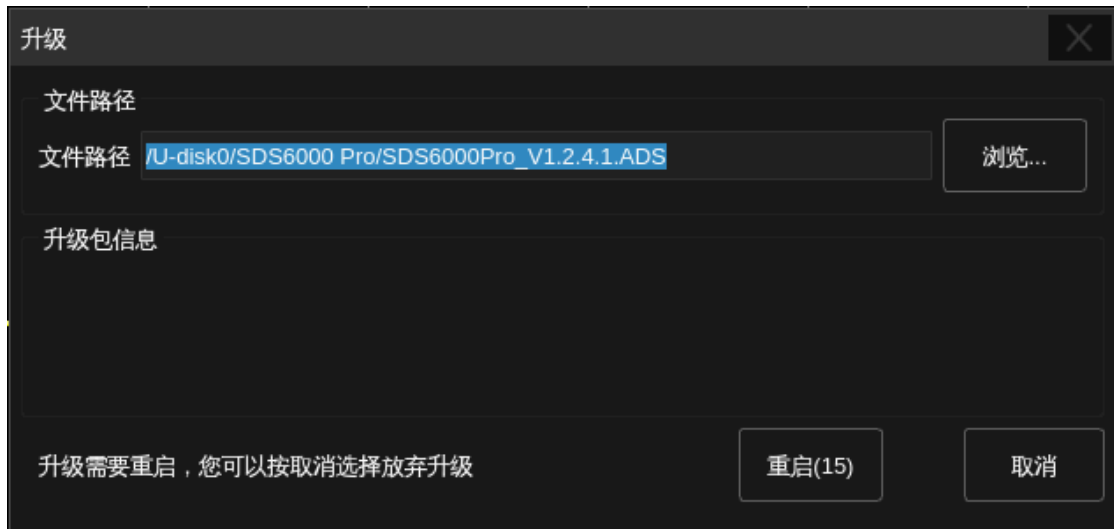 升级
文件路径
文件路径 /U-disk0/SDS6000 Pro/SDS6000Pro_V1.2.4.1.ADS 浏览...
升级包信息
升级需要重启，您可以按取消选择放弃升级 重启(15) 取消